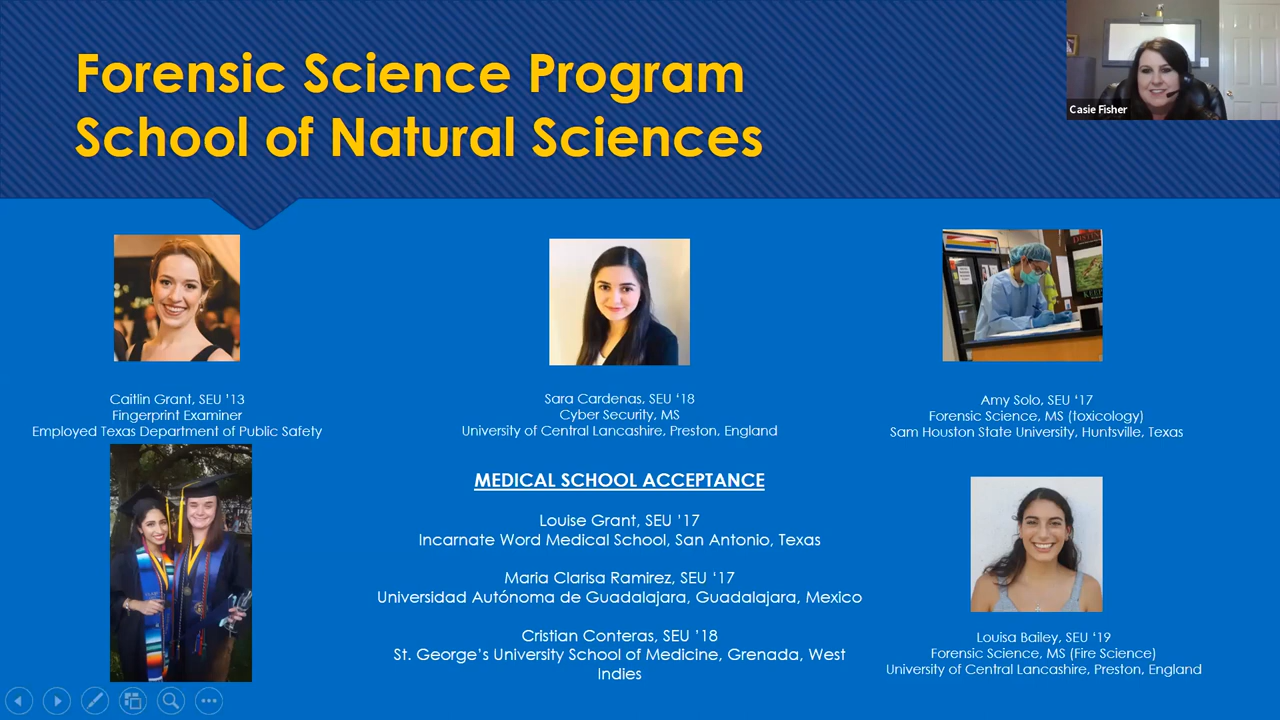 Forensic Science Program
School of Natural Sciences
Casie Fisher
Caitlin Grant, SEU ’13
Fingerprint Examiner
Employed Texas Department of Public Safety
Sara Cardenas, SEU ‘18
Cyber Security, MS
University of Central Lancashire, Preston, England
Amy Solo, SEU ‘17
Forensic Science, MS (toxicology)
Sam Houston State University, Huntsville, Texas
MEDICAL SCHOOL ACCEPTANCE
Louise Grant, SEU ’17
Incarnate Word Medical School, San Antonio, Texas
Maria Clarisa Ramirez, SEU ‘17
Universidad Autónoma de Guadalajara, Guadalajara, Mexico
Cristian Conteras, SEU ’18
St. George’s University School of Medicine, Grenada, West
Indies
Louisa Bailey, SEU ‘19
Forensic Science, MS (Fire Science)
University of Central Lancashire, Preston, England